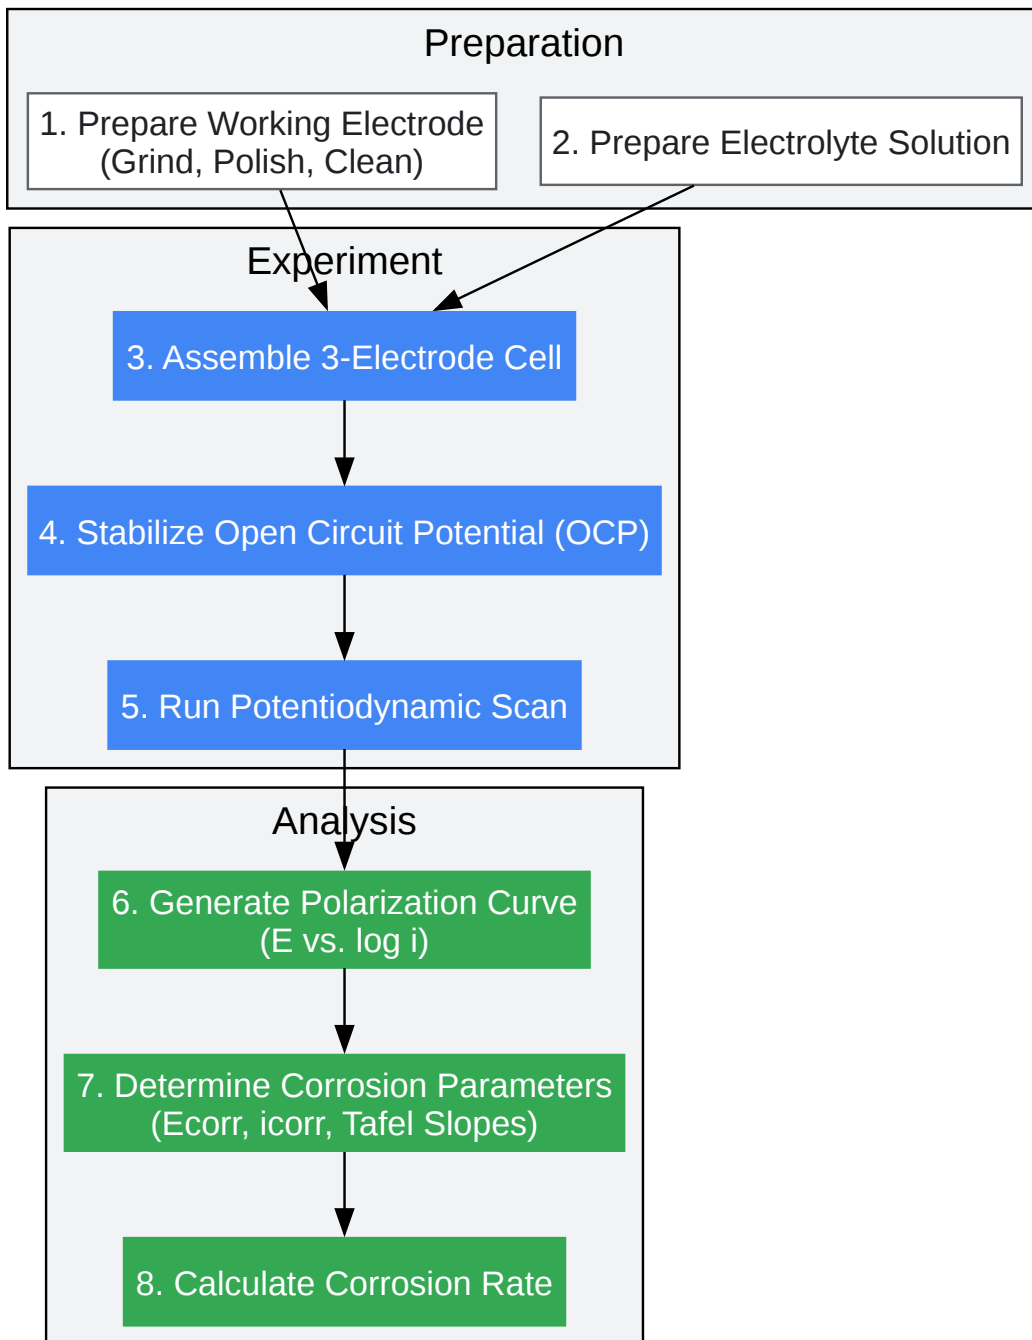 Preparation
1. Prepare Working Electrode
(Grind, Polish, Clean)
2. Prepare Electrolyte Solution
Experiment
3. Assemble 3-Electrode Cell
4. Stabilize Open Circuit Potential (OCP)
5. Run Potentiodynamic Scan
Analysis
6. Generate Polarization Curve
(E vs. log i)
7. Determine Corrosion Parameters
(Ecorr, icorr, Tafel Slopes)
8. Calculate Corrosion Rate